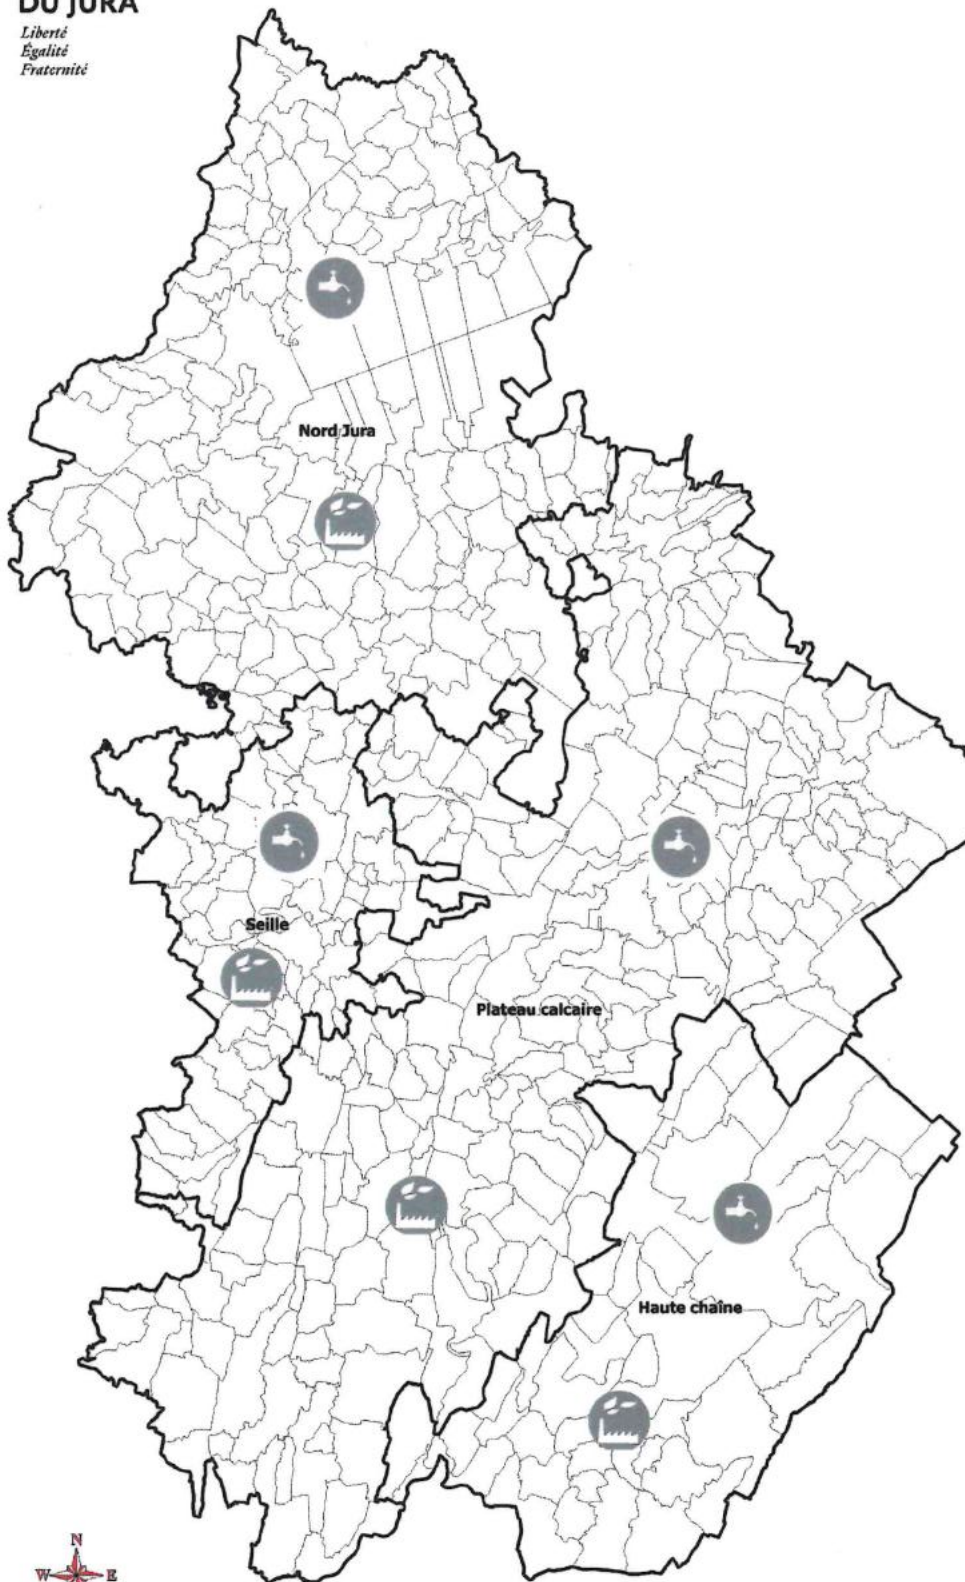 DU JURA
Liberté
Égalité
Fraternité
Nord Jura
Seille
Plateau calcaire
Haute chaîne
N
W E